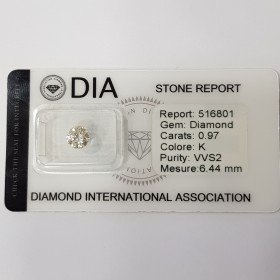 DIA
STONE REPORT
Report: 516801
Gem: Diamond
Carats: 0.97
Color: K
Purity: VVS2
Mesure: 6.44 mm
DIAMOND INTERNATIONAL ASSOCIATION